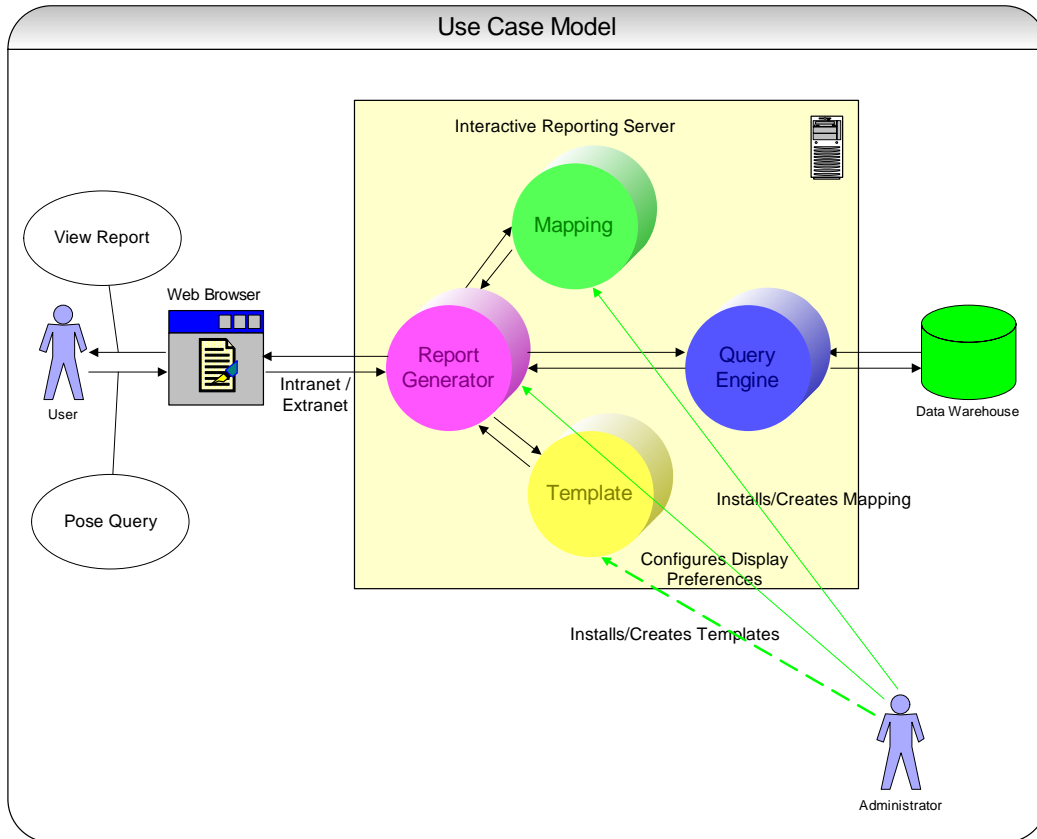 Use Case Model
Interactive Reporting Server
Mapping
View Report
Web Browser
Report
Generator
Query
Engine
Intranet /
Extranet
User
Data Warehouse
Template
Installs/Creates Mapping
Pose Query
Configures Display
Preferences
Installs/Creates Templates
Administrator